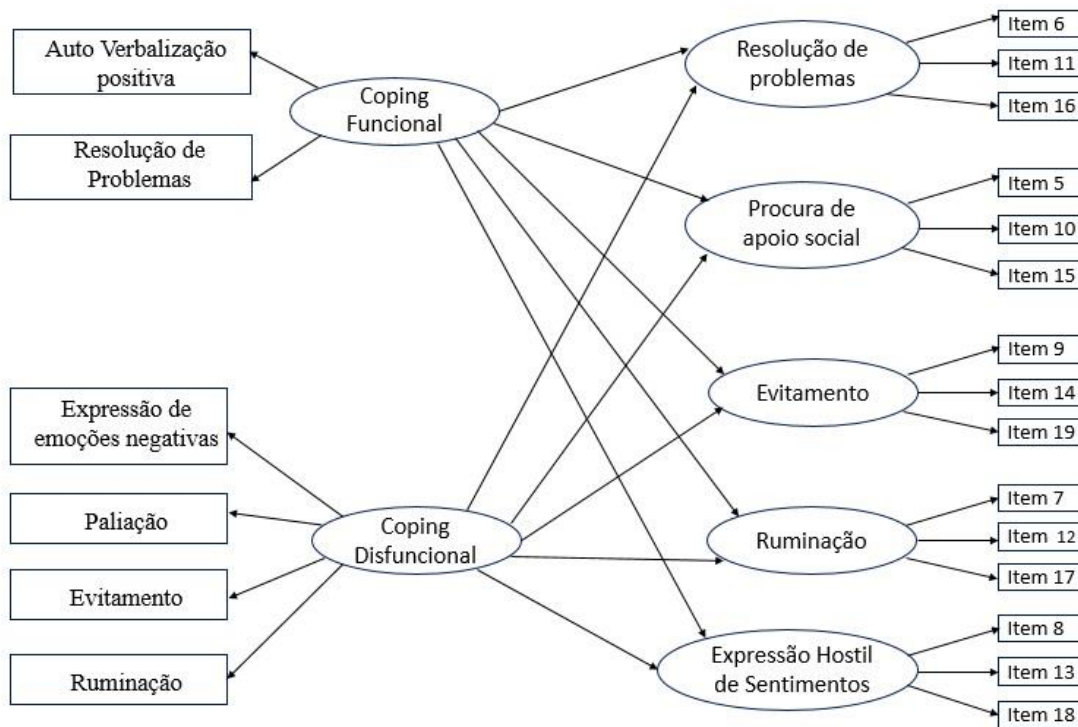 Auto Verbalização
positiva
Resolução de
Problemas
Expressão de
emoções negativas
Paliação
Evitamento
Ruminação
Coping
Funcional
Coping
Disfuncional
Resolução de
problemas
Procura de
apoio social
Evitamento
Ruminação
Expressão Hostil
de Sentimentos
Item 6
Item 11
Item 16
Item 5
Item 10
Item 15
Item 9
Item 14
Item 19
Item 7
Item 12
Item 17
Item 8
Item 13
Item 18